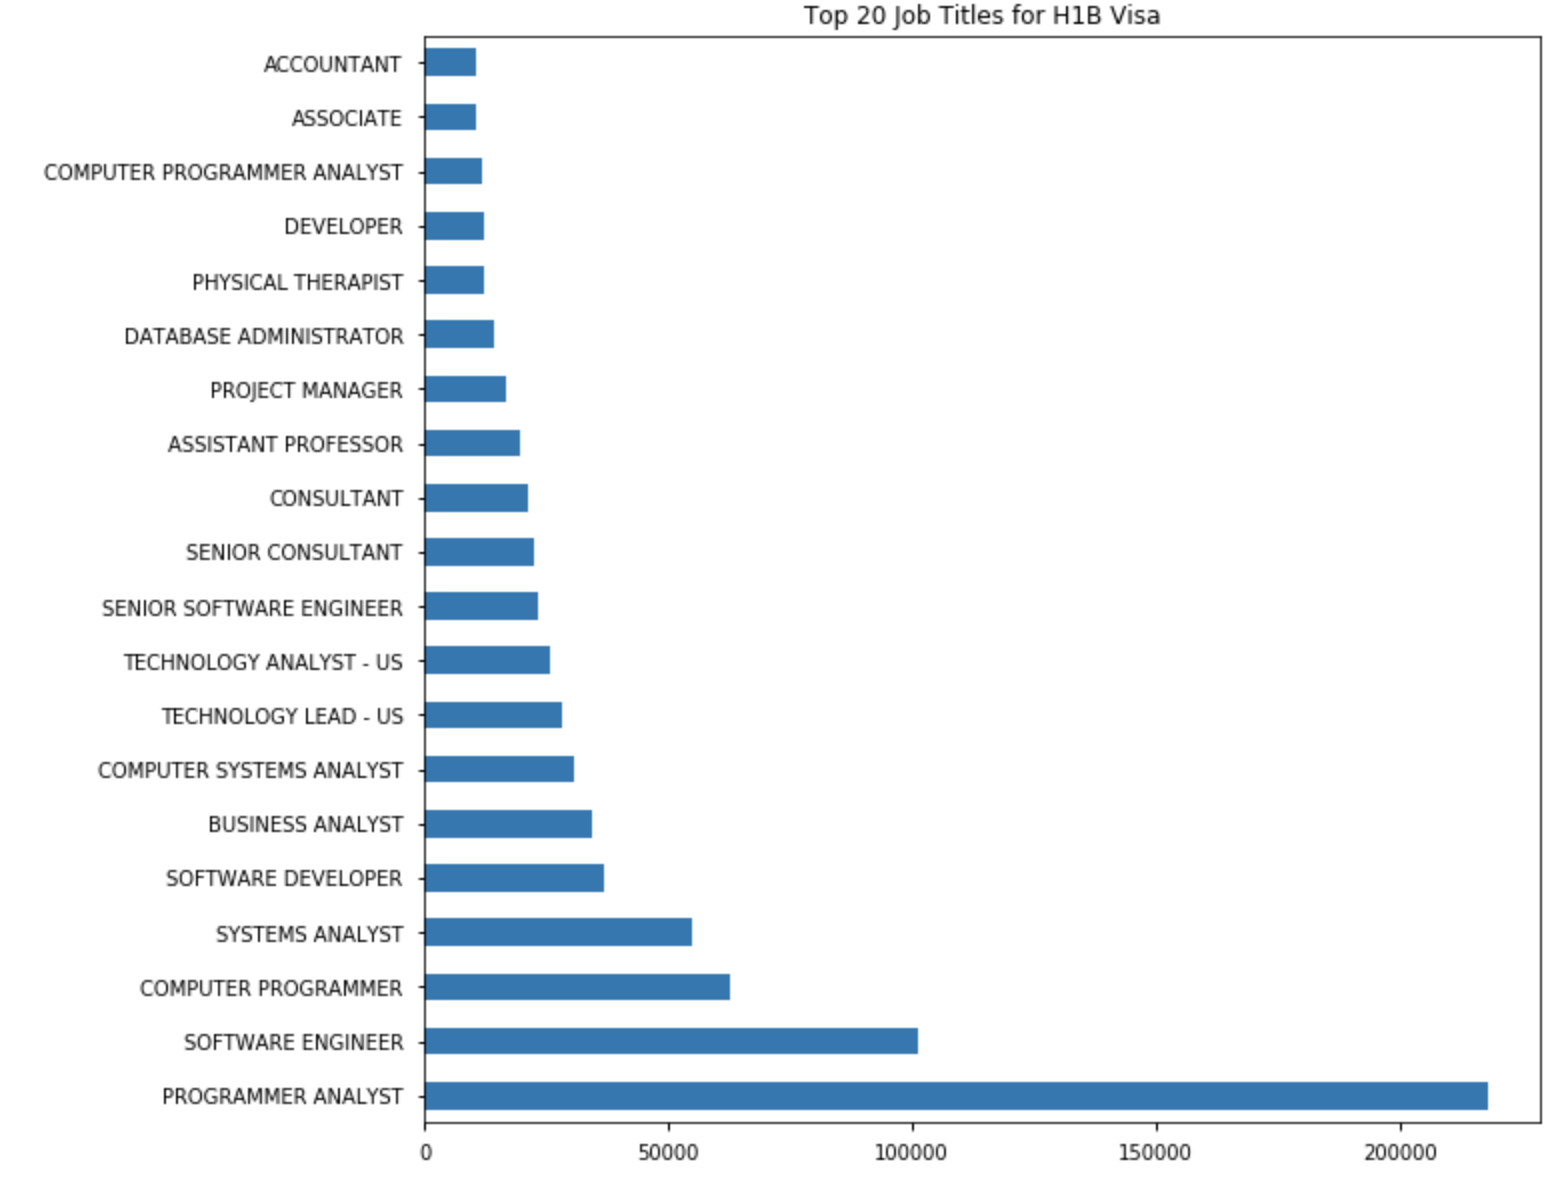 Top 20 Job Titles for H1B Visa
ACCOUNTANT
ASSOCIATE
COMPUTER PROGRAMMER ANALYST
DEVELOPER
PHYSICAL THERAPIST
DATABASE ADMINISTRATOR
PROJECT MANAGER
ASSISTANT PROFESSOR
CONSULTANT
SENIOR CONSULTANT
SENIOR SOFTWARE ENGINEER
TECHNOLOGY ANALYST - US
TECHNOLOGY LEAD - US
COMPUTER SYSTEMS ANALYST
BUSINESS ANALYST
SOFTWARE DEVELOPER
SYSTEMS ANALYST
COMPUTER PROGRAMMER
SOFTWARE ENGINEER
PROGRAMMER ANALYST
0 50000 100000 150000 200000